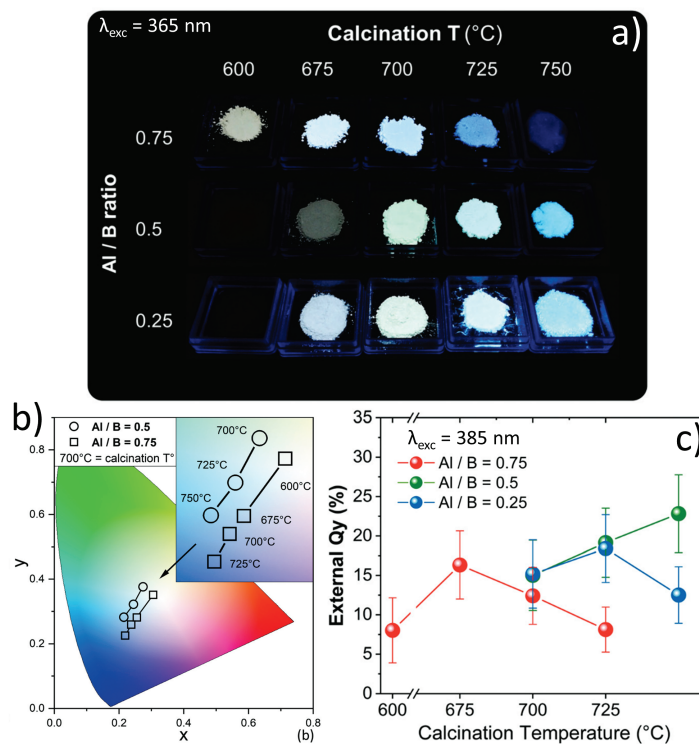 λexc = 365 nm
a)
Calcination T (°C)
600 675 700 725 750
Al / B ratio
0.75
0.5
0.25
b)
Al / B = 0.5
Al / B = 0.75
700°C = calcination T°
700°C
725°C
750°C
600°C
675°C
700°C
725°C
0.8
0.6
0.4
0.2
0.0
y
0.0 0.2 0.4 0.6 0.8
x
(b)
c)
λexc = 385 nm
Al / B = 0.75
Al / B = 0.5
Al / B = 0.25
35
30
25
20
15
10
5
0
External Qy (%)
600 675 700 725
Calcination Temperature (°C)